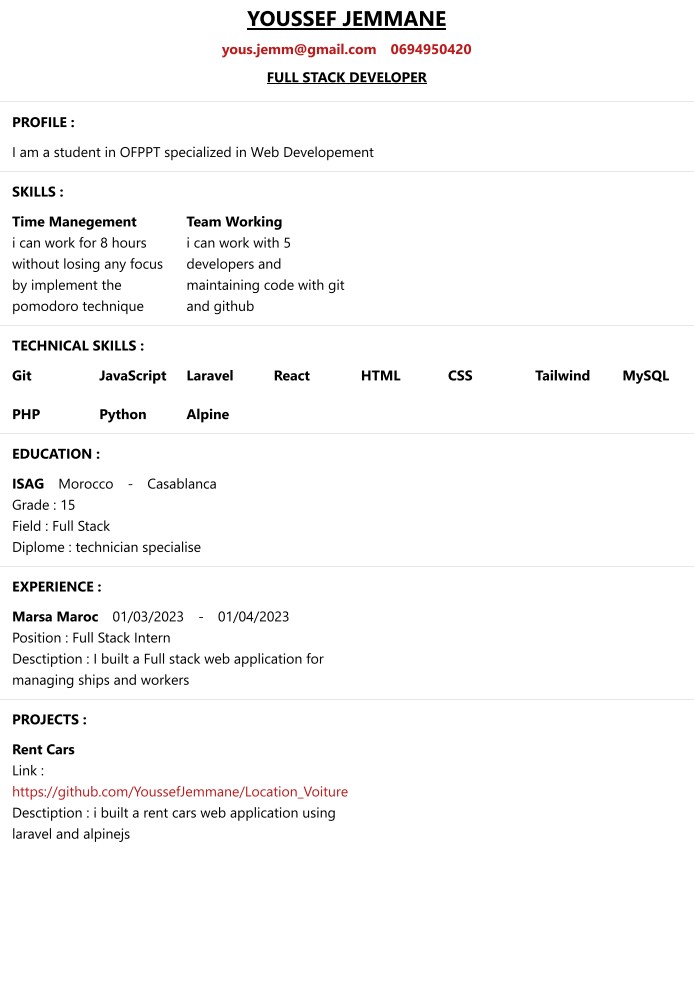 YOUSSEF JEMMANE
yous.jemm@gmail.com 0694950420
FULL STACK DEVELOPER
PROFILE :
I am a student in OFPPT specialized in Web Developement
SKILLS :
Time Manegement
i can work for 8 hours
without losing any focus
by implement the
pomodoro technique
Team Working
i can work with 5
developers and
maintaining code with git
and github
TECHNICAL SKILLS :
Git JavaScript Laravel React HTML CSS Tailwind MySQL
PHP Python Alpine
EDUCATION :
ISAG Morocco - Casablanca
Grade : 15
Field : Full Stack
Diplome : technician specialise
EXPERIENCE :
Marsa Maroc 01/03/2023 - 01/04/2023
Position : Full Stack Intern
Desctiption : I built a Full stack web application for
managing ships and workers
PROJECTS :
Rent Cars
Link :
https://github.com/YoussefJemmane/Location_Voiture
Desctiption : i built a rent cars web application using
laravel and alpinejs